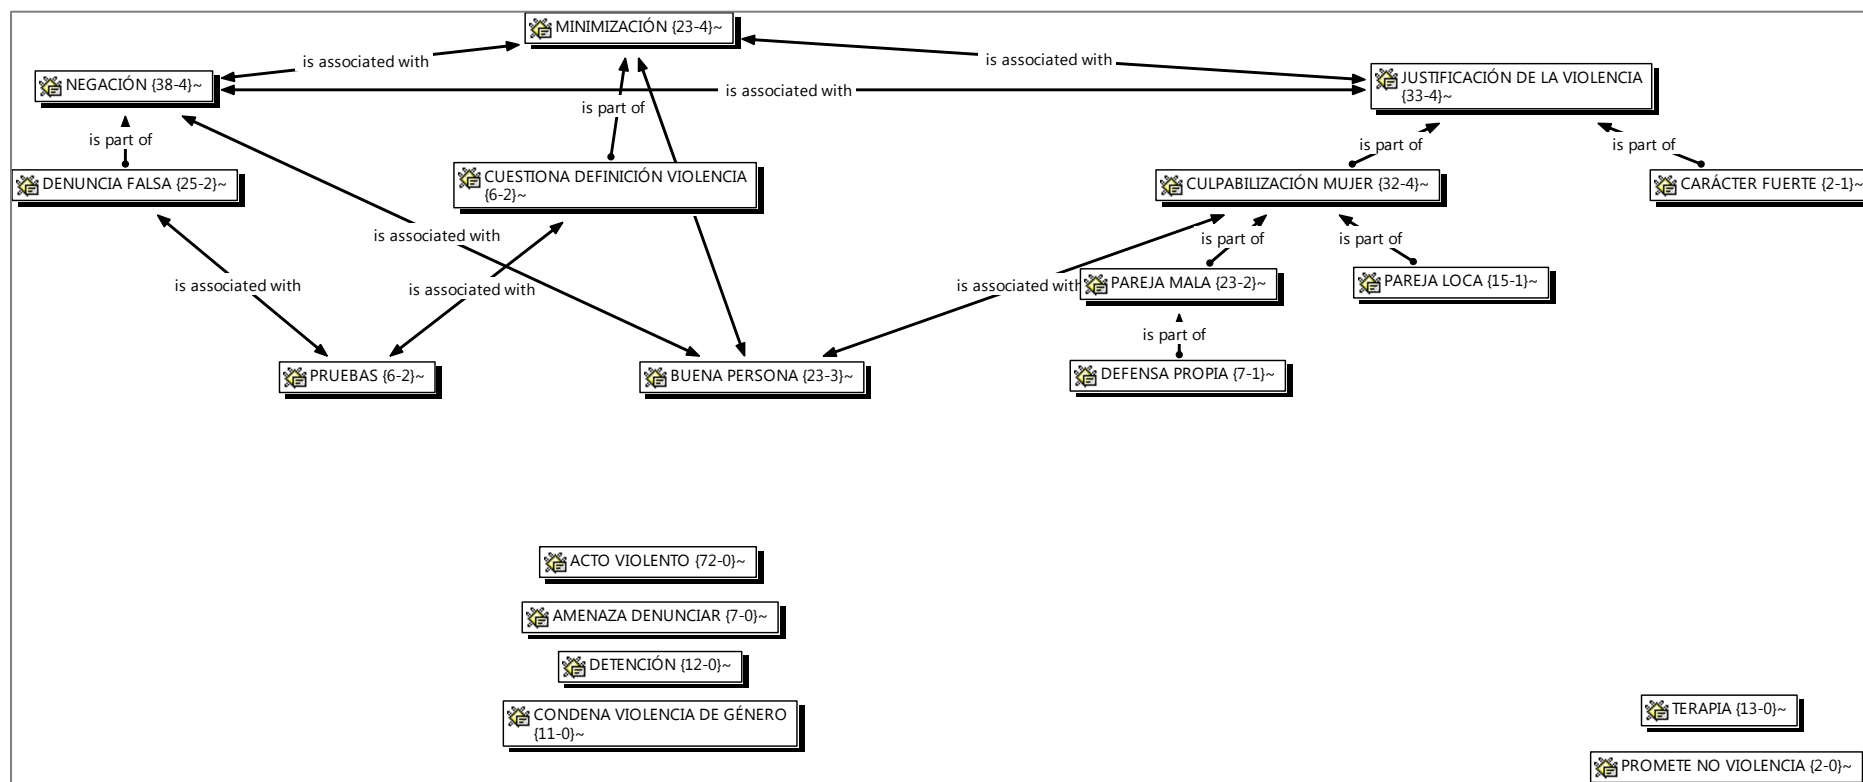 MINIMIZACIÓN {23-4}~
is associated with
is associated with
NEGACIÓN {38-4}~
JUSTIFICACIÓN DE LA VIOLENCIA
{33-4}~
is associated with
is part of
is part of
is part of
is part of
DENUNCIA FALSA {25-2}~
CUESTIONA DEFINICIÓN VIOLENCIA
{6-2}~
CULPABILIZACIÓN MUJER {32-4}~
CARÁCTER FUERTE {2-1}~
is associated with
is part of
is part of
is associated with
is associated with
is associated with
PAREJA MALA {23-2}~
PAREJA LOCA {15-1}~
is part of
PRUEBAS {6-2}~
BUENA PERSONA {23-3}~
DEFENSA PROPIA {7-1}~
ACTO VIOLENTO {72-0}~
AMENAZA DENUNCIAR {7-0}~
DETENCIÓN {12-0}~
CONDENA VIOLENCIA DE GÉNERO
{11-0}~
TERAPIA {13-0}~
PROMETE NO VIOLENCIA {2-0}~